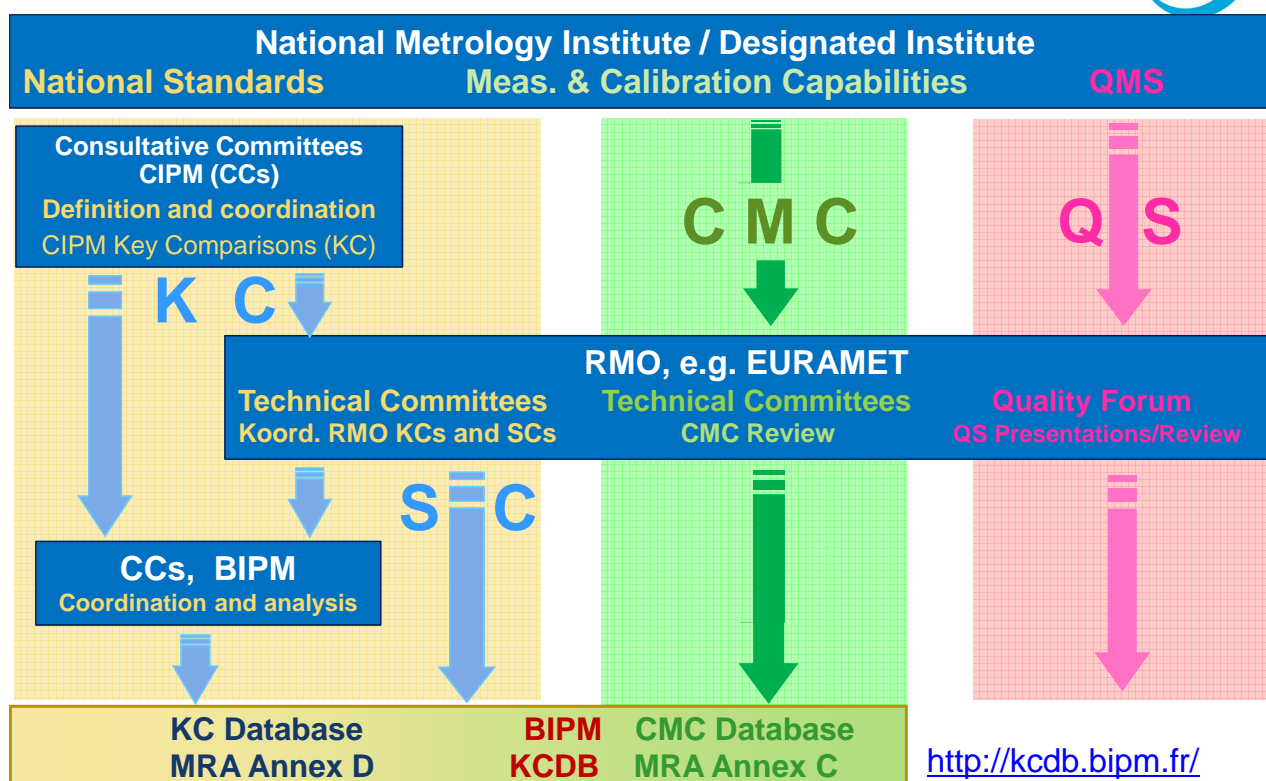 National Metrology Institute / Designated Institute
National Standards Meas. & Calibration Capabilities QMS
Consultative Committees
CIPM (CCs)
Definition and coordination
CIPM Key Comparisons (KC)
K C
C M C
Q S
RMO, e.g. EURAMET
Technical Committees Technical Committees Quality Forum
Koord. RMO KCs and SCs CMC Review QS Presentations/Review
S C
CCs, BIPM
Coordination and analysis
KC Database BIPM CMC Database
MRA Annex D KCDB MRA Annex C
http://kcdb.bipm.fr/